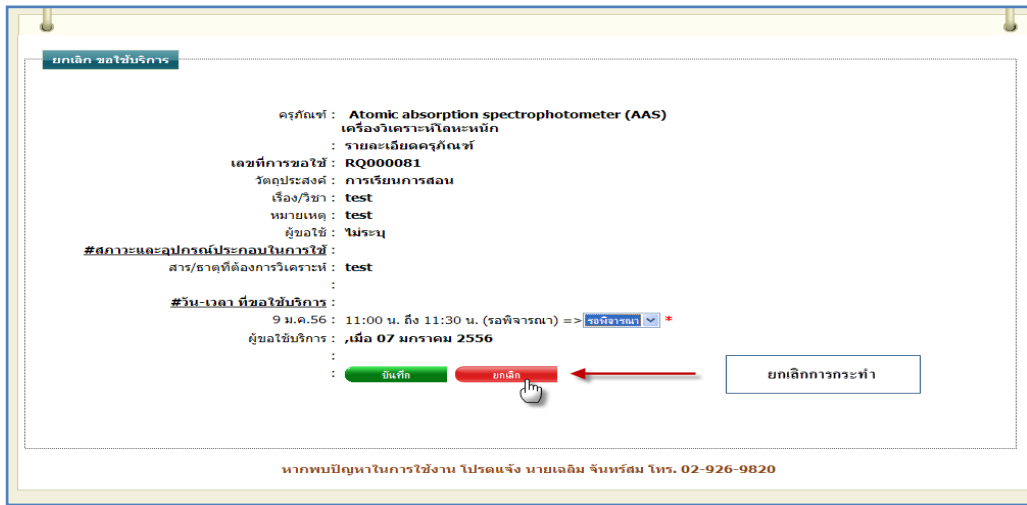 ยกเลิก ขอใช้บริการ
ครุภัณฑ์ : Atomic absorption spectrophotometer (AAS)
เครื่องวิเคราะห์โลหะหนัก
: รายละเอียดครุภัณฑ์
เลขที่การขอใช้ : RQ000081
วัตถุประสงค์ : การเรียนการสอน
เรื่อง/วิชา : test
หมายเหตุ : test
ผู้ขอใช้ : ไม่ระบุ
#สภาวะและอุปกรณ์ประกอบในการใช้ :
สาร/ธาตุที่ต้องการวิเคราะห์ : test
:
#วัน-เวลา ที่ขอใช้บริการ :
9 ม.ค.56 : 11:00 น. ถึง 11:30 น. (รอพิจารณา) => รอพิจารณา *
ผู้ขอใช้บริการ : ,เมื่อ 07 มกราคม 2556
:
: บันทึก ยกเลิก ยกเลิกการกระทำ
หากพบปัญหาในการใช้งาน โปรดแจ้ง นายเฉลิม จันทร์สม โทร. 02-926-9820